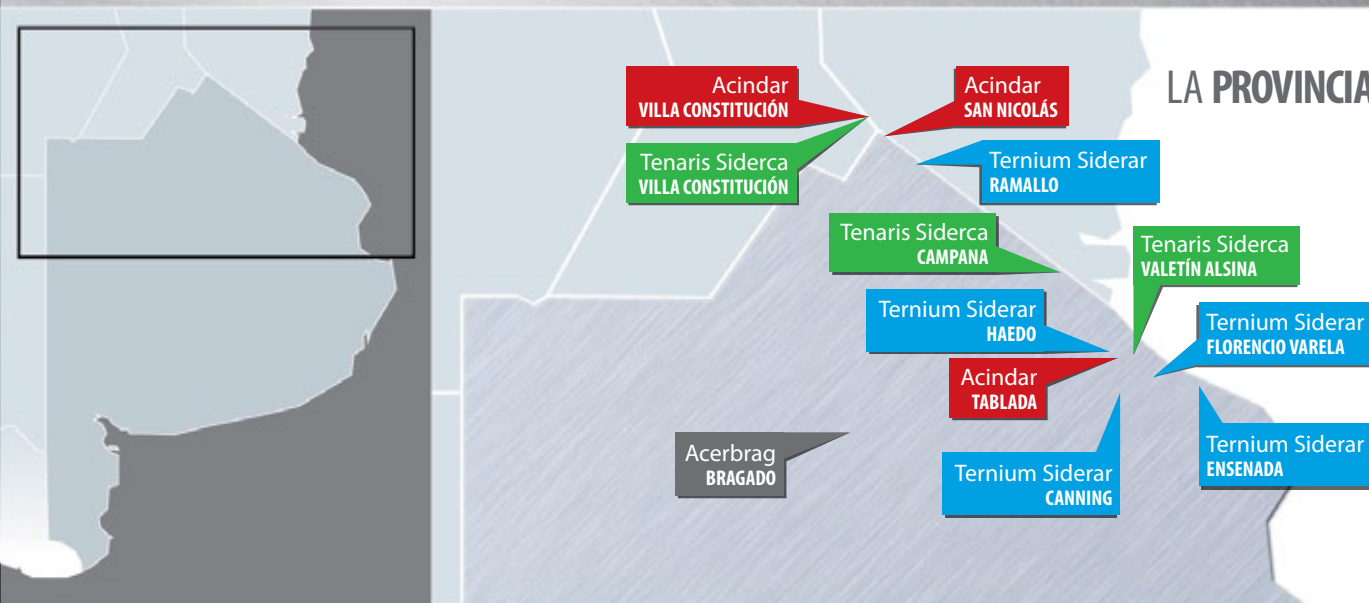 LA PROVINCIA
Acindar
VILLA CONSTITUCIÓN
Acindar
SAN NICOLÁS
Tenaris Siderca
VILLA CONSTITUCIÓN
Ternium Siderar
RAMALLO
Tenaris Siderca
CAMPANA
Tenaris Siderca
VALETÍN ALSINA
Ternium Siderar
HAEDO
Ternium Siderar
FLORENCIO VARELA
Acindar
TABLADA
Acerbrag
BRAGADO
Ternium Siderar
CANNING
Ternium Siderar
ENSENADA